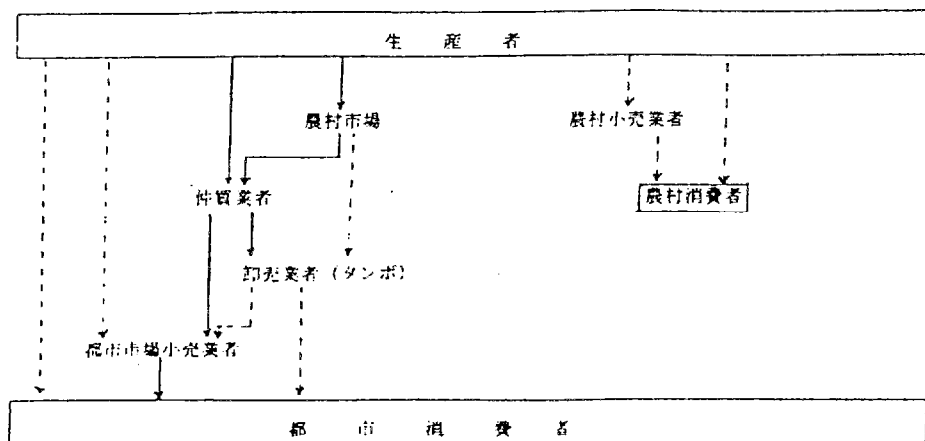 生産者
農村市場
農村小売業者
仲買業者
農村消費者
卸売業者（タンボ）
都市市場小売業者
都市消費者